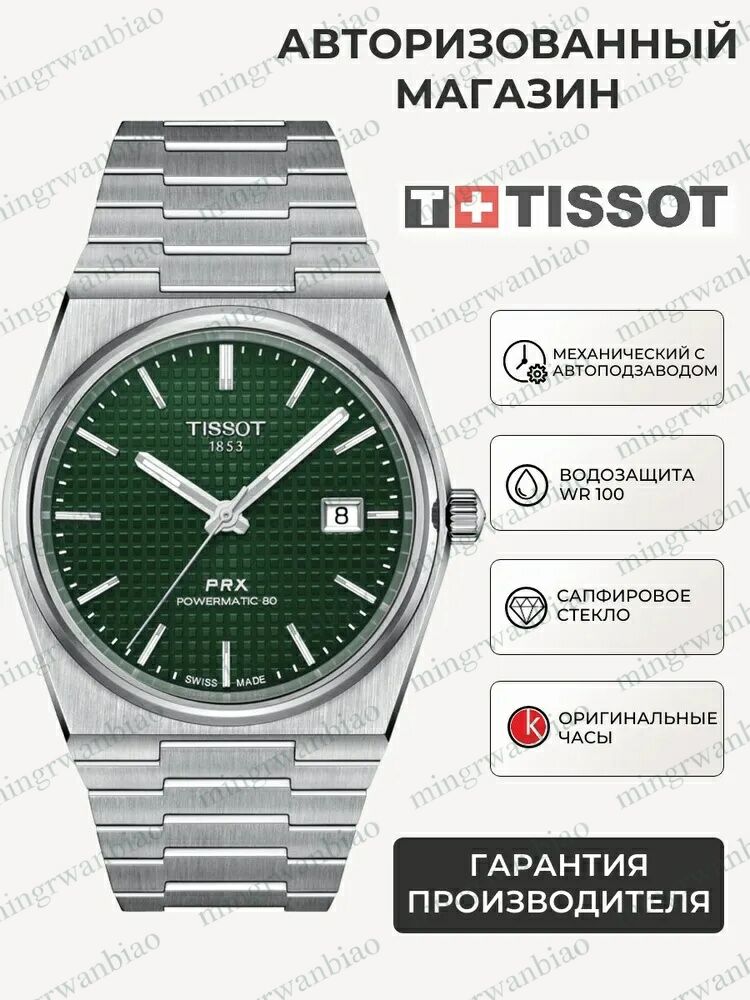 АВТОРИЗОВАННЫЙ
МАГАЗИН
T+TISSOT
МЕХАНИЧЕСКИЙ С
АВТОПОДЗАВОДОМ
ВОДОЗАЩИТА
WR 100
САПФИРОВОЕ
СТЕКЛО
k
ОРИГИНАЛЬНЫЕ
ЧАСЫ
ГАРАНТИЯ
ПРОИЗВОДИТЕЛЯ
TISSOT
1853
8
PRX
POWERMATIC 80
SWISS MADE
mingrwanbiao